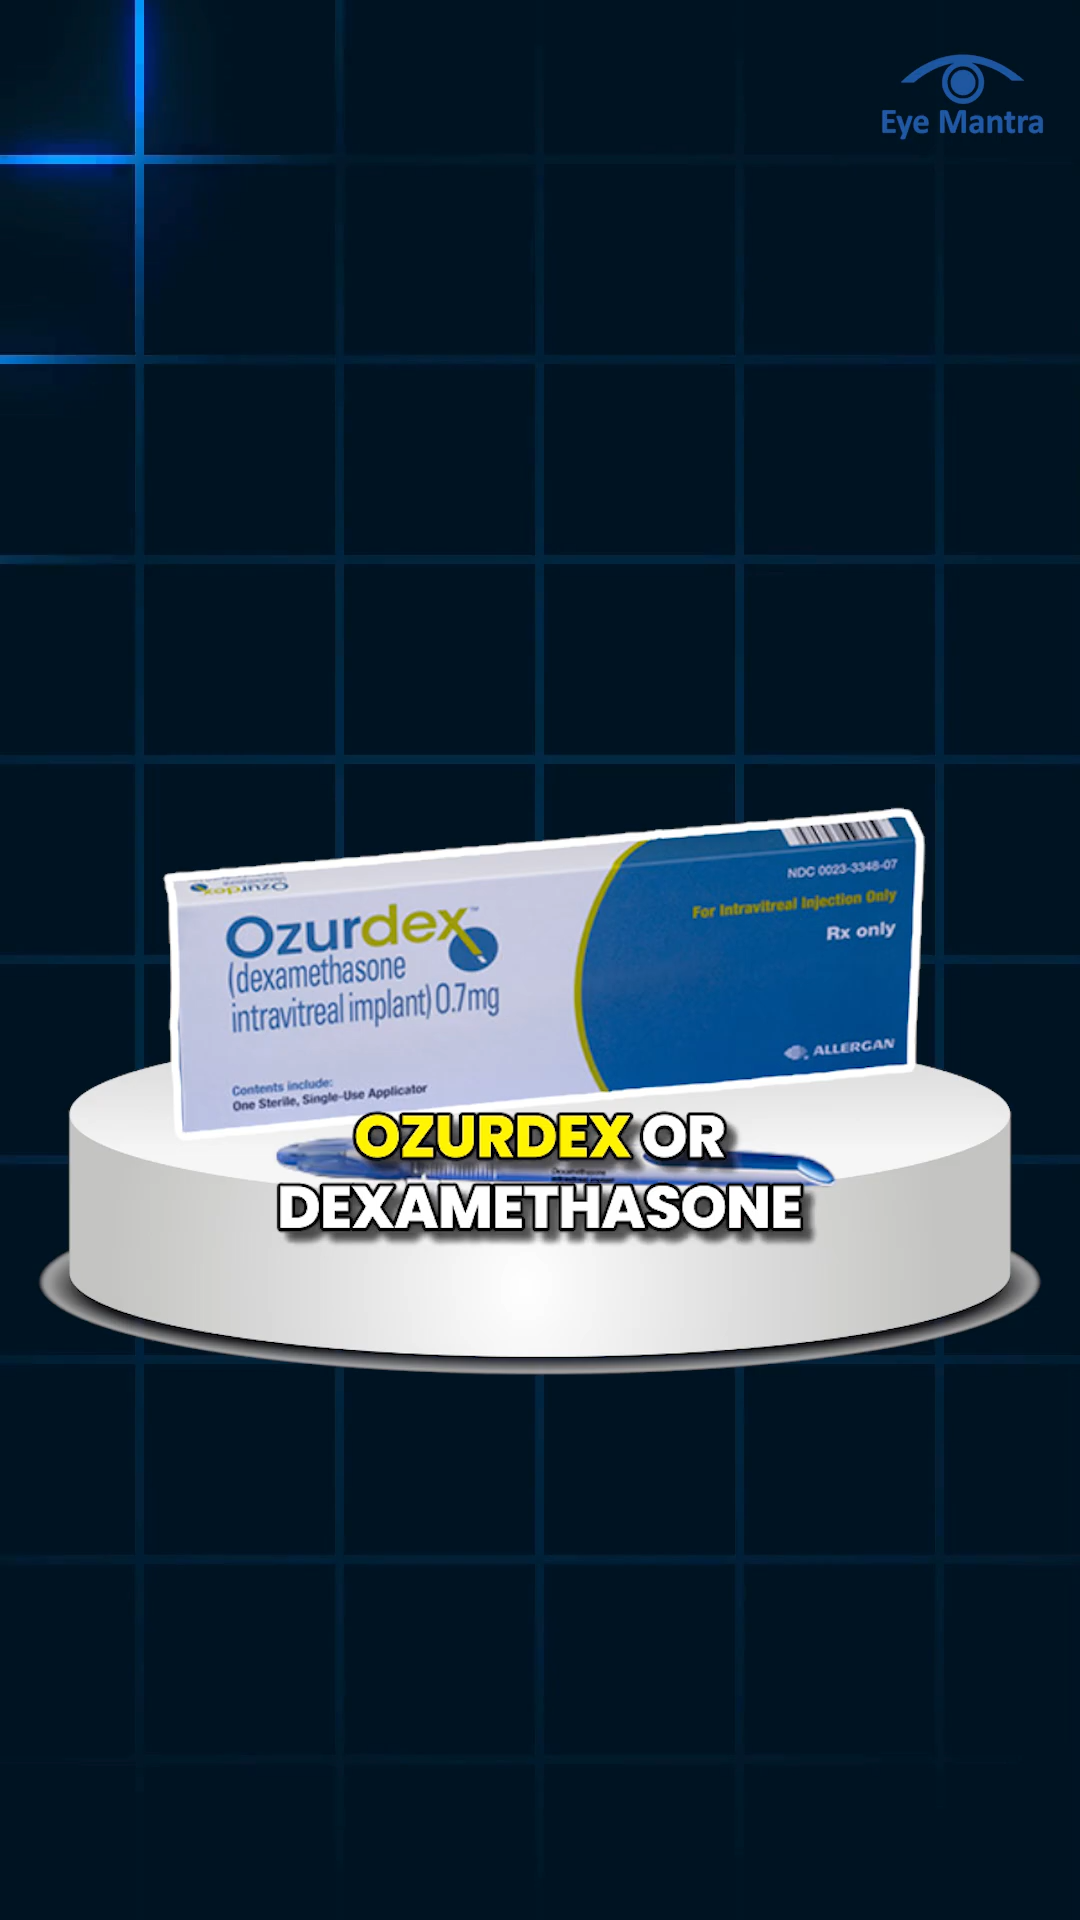 Eye Mantra
Ozurdex
NDC 0023-3348-07
For Intravitreal Injection Only
Rx only
Ozurdex™
(dexamethasone
intravitreal implant) 0.7mg
ALLERGAN
Contents include:
One Sterile, Single-Use Applicator
OZURDEX OR
DEXAMETHASONE